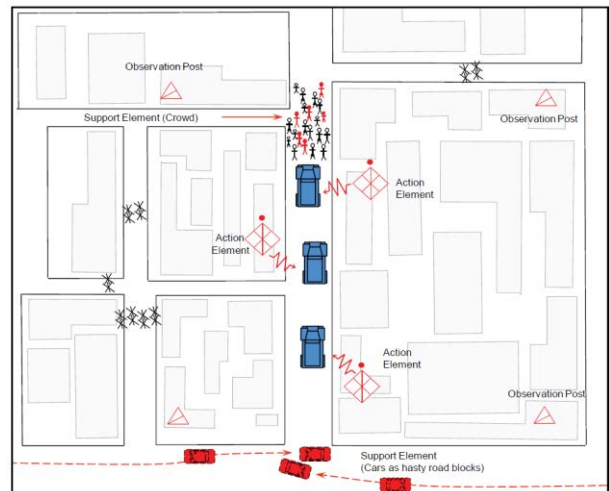 Observation Post
Support Element (Crowd)
Observation Post
Action
Element
Action
Element
Action
Element
Observation Post
Support Element
(Cars as hasty road blocks)